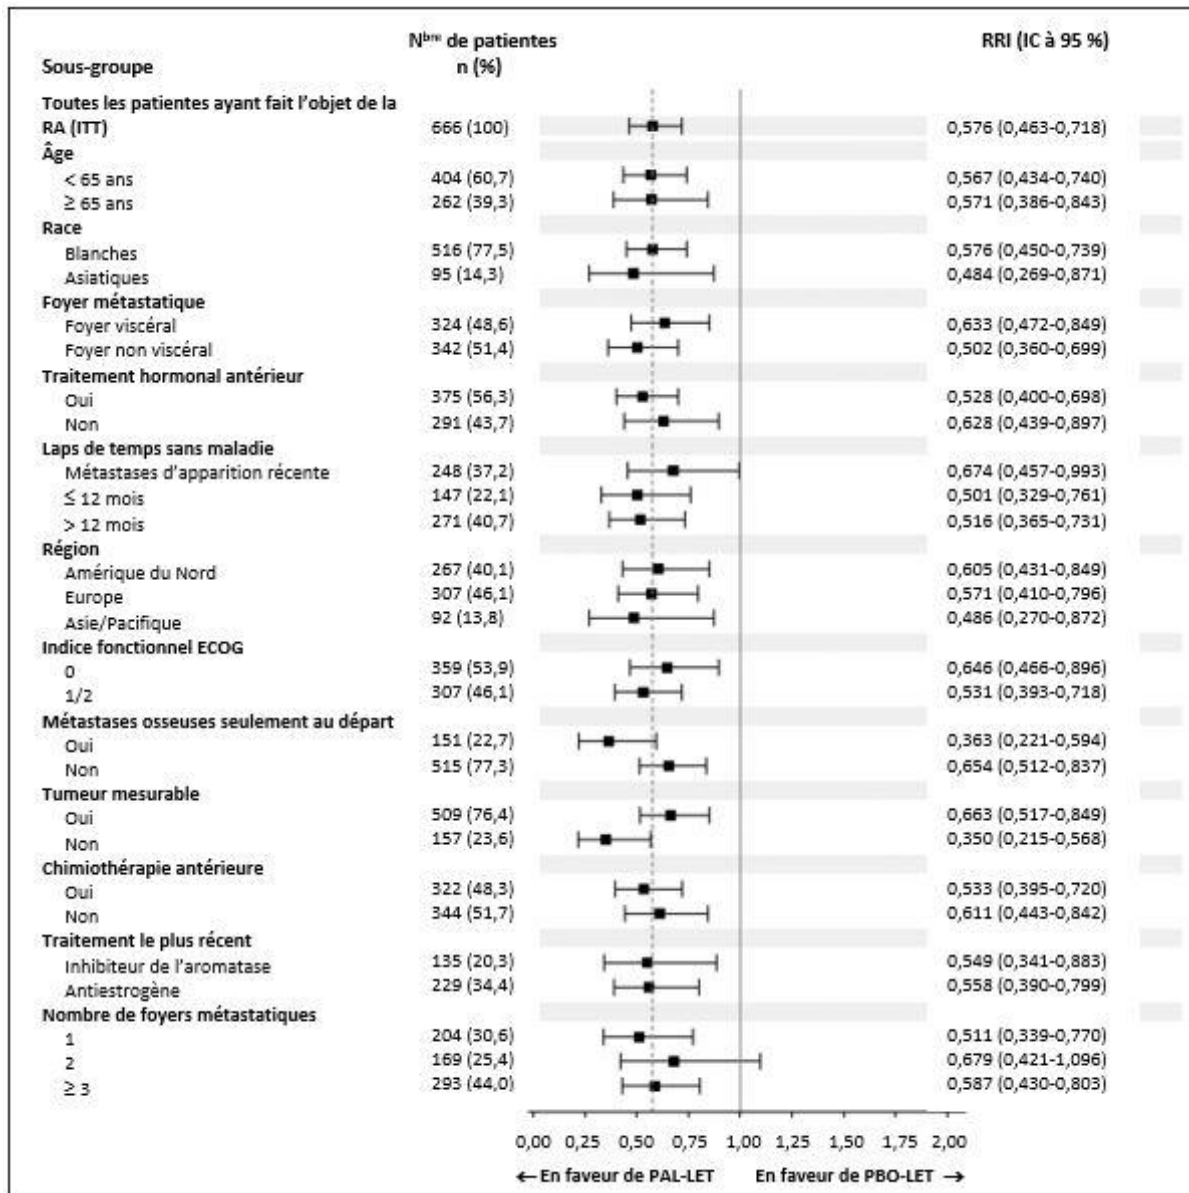 Sous-groupe
Nbre de patientes
n (%)
RRI (IC à 95 %)
Toutes les patientes ayant fait l'objet de la
RA (ITT) 666 (100) 0,576 (0,463-0,718)
Âge
< 65 ans 404 (60,7) 0,567 (0,434-0,740)
≥ 65 ans 262 (39,3) 0,571 (0,386-0,843)
Race
Blanches 516 (77,5) 0,576 (0,450-0,739)
Asiatiques 95 (14,3) 0,484 (0,269-0,871)
Foyer métastatique
Foyer viscéral 324 (48,6) 0,633 (0,472-0,849)
Foyer non viscéral 342 (51,4) 0,502 (0,360-0,699)
Traitement hormonal antérieur
Oui 375 (56,3) 0,528 (0,400-0,698)
Non 291 (43,7) 0,628 (0,439-0,897)
Laps de temps sans maladie
Métastases d'apparition récente 248 (37,2) 0,674 (0,457-0,993)
≤ 12 mois 147 (22,1) 0,501 (0,329-0,761)
> 12 mois 271 (40,7) 0,516 (0,365-0,731)
Région
Amérique du Nord 267 (40,1) 0,605 (0,431-0,849)
Europe 307 (46,1) 0,571 (0,410-0,796)
Asie/Pacifique 92 (13,8) 0,486 (0,270-0,872)
Indice fonctionnel ECOG
0 359 (53,9) 0,646 (0,466-0,896)
1/2 307 (46,1) 0,531 (0,393-0,718)
Métastases osseuses seulement au départ
Oui 151 (22,7) 0,363 (0,221-0,594)
Non 515 (77,3) 0,654 (0,512-0,837)
Tumeur mesurable
Oui 509 (76,4) 0,663 (0,517-0,849)
Non 157 (23,6) 0,350 (0,215-0,568)
Chimiothérapie antérieure
Oui 322 (48,3) 0,533 (0,395-0,720)
Non 344 (51,7) 0,611 (0,443-0,842)
Traitement le plus récent
Inhibiteur de l'aromatase 135 (20,3) 0,549 (0,341-0,883)
Antiestrogène 229 (34,4) 0,558 (0,390-0,799)
Nombre de foyers métastatiques
1 204 (30,6) 0,511 (0,339-0,770)
2 169 (25,4) 0,679 (0,421-1,096)
≥ 3 293 (44,0) 0,587 (0,430-0,803)
0,00 0,25 0,50 0,75 1,00 1,25 1,50 1,75 2,00
← En faveur de PAL-LET En faveur de PBO-LET →